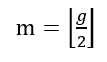 m = ⌊g/2⌋